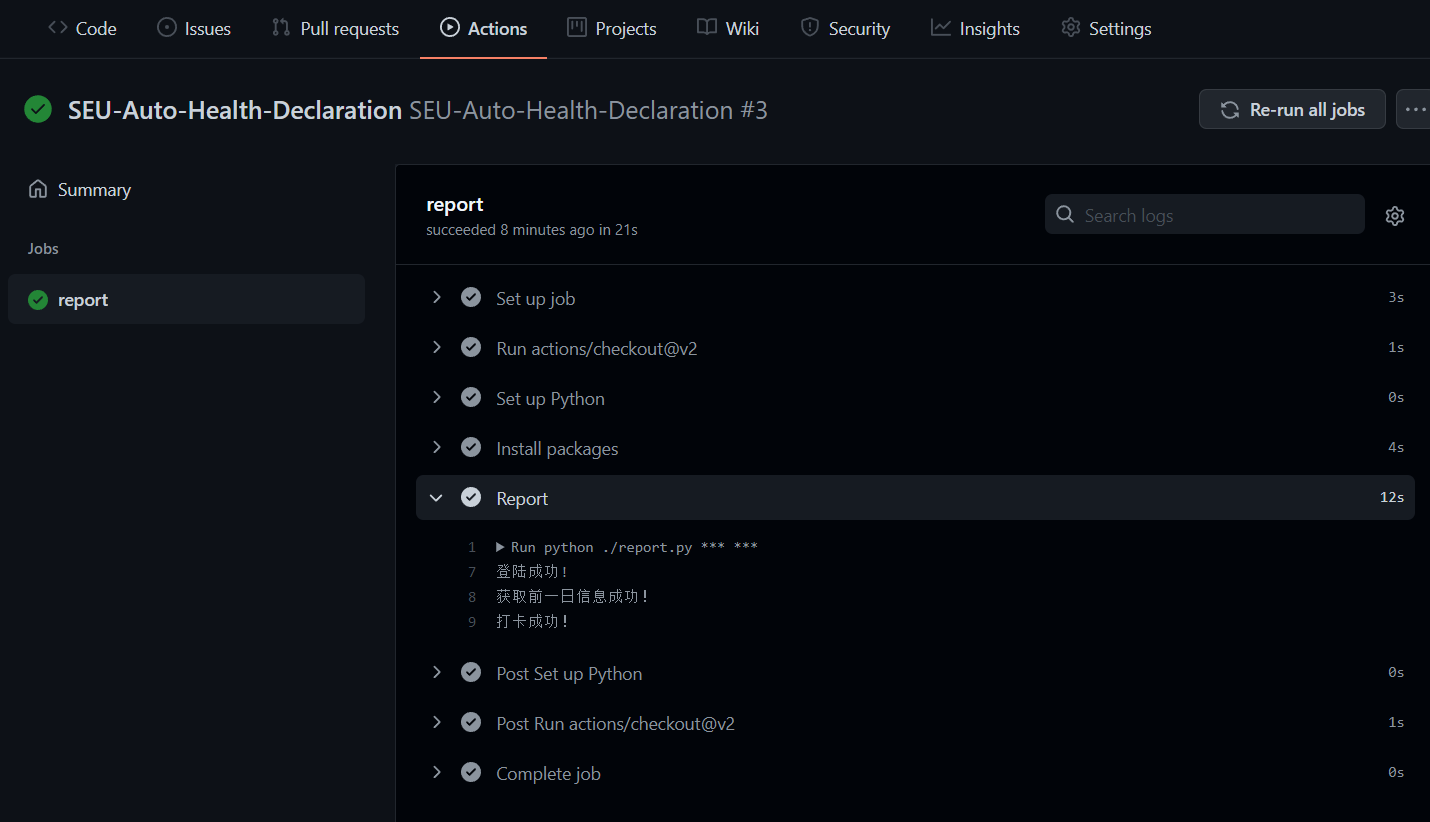 Code Issues Pull requests Actions Projects Wiki Security Insights Settings
SEU-Auto-Health-Declaration SEU-Auto-Health-Declaration #3
Re-run all jobs
Summary
Jobs
report
report
succeeded 8 minutes ago in 21s
Search logs
Set up job 3s
Run actions/checkout@v2 1s
Set up Python 0s
Install packages 4s
Report 12s
1 Run python ./report.py *** ***
7 登陆成功！
8 获取前一日信息成功！
9 打卡成功！
Post Set up Python 0s
Post Run actions/checkout@v2 1s
Complete job 0s